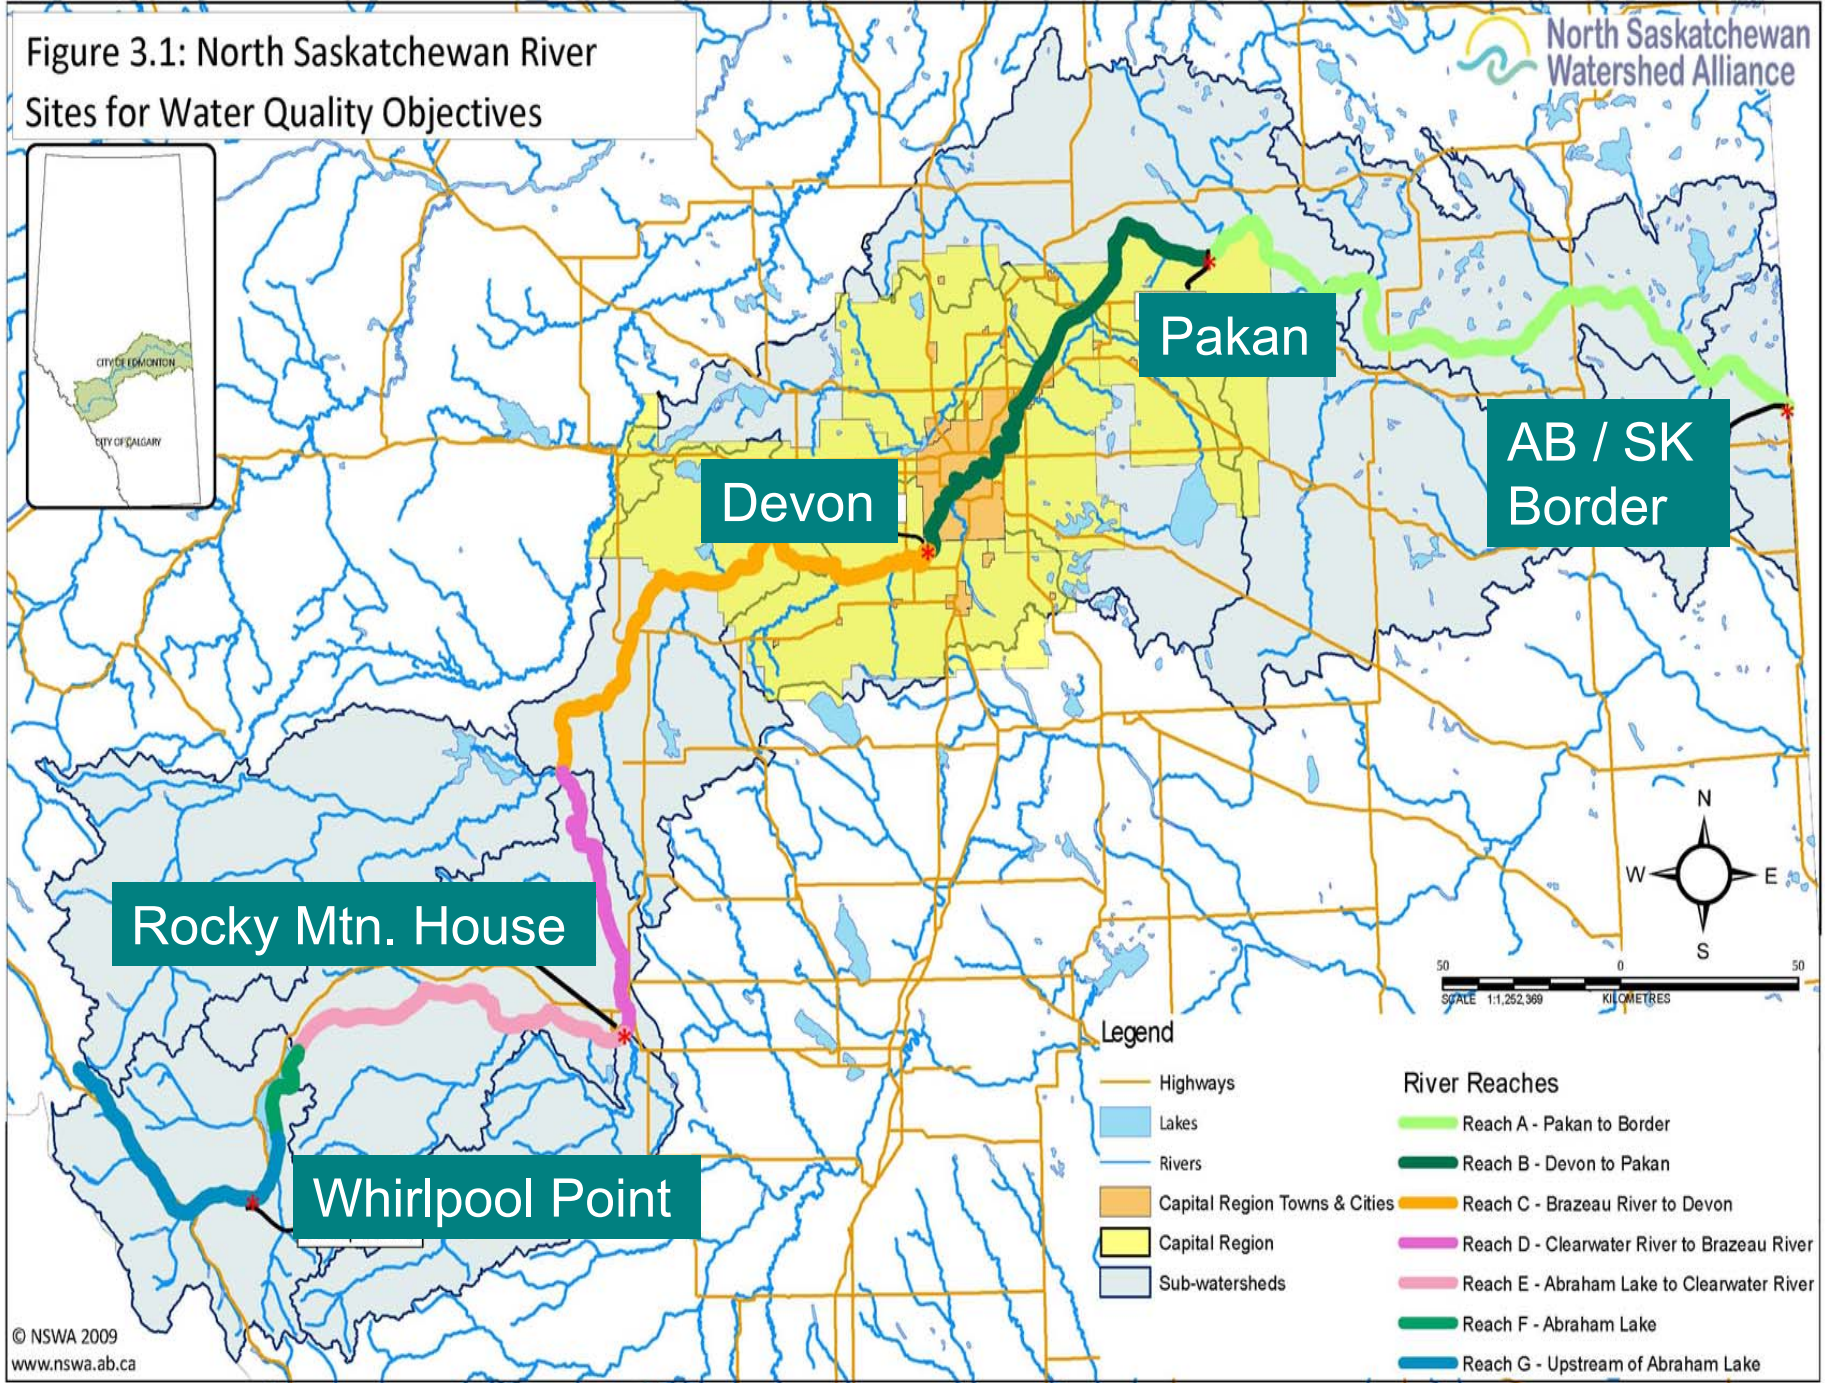 Figure 3.1: North Saskatchewan River
Sites for Water Quality Objectives
North Saskatchewan
Watershed Alliance
CITY OF EDMONTON
CITY OF CALGARY
Pakan
AB / SK
Border
Devon
Rocky Mtn. House
Whirlpool Point
N
W
E
S
50
0
50
SCALE 1:1,252,369
KILOMETRES
Legend
Highways
Lakes
Rivers
Capital Region Towns & Cities
Capital Region
Sub-watersheds
River Reaches
Reach A - Pakan to Border
Reach B - Devon to Pakan
Reach C - Brazeau River to Devon
Reach D - Clearwater River to Brazeau River
Reach E - Abraham Lake to Clearwater River
Reach F - Abraham Lake
Reach G - Upstream of Abraham Lake
© NSWA 2009
www.nswa.ab.ca